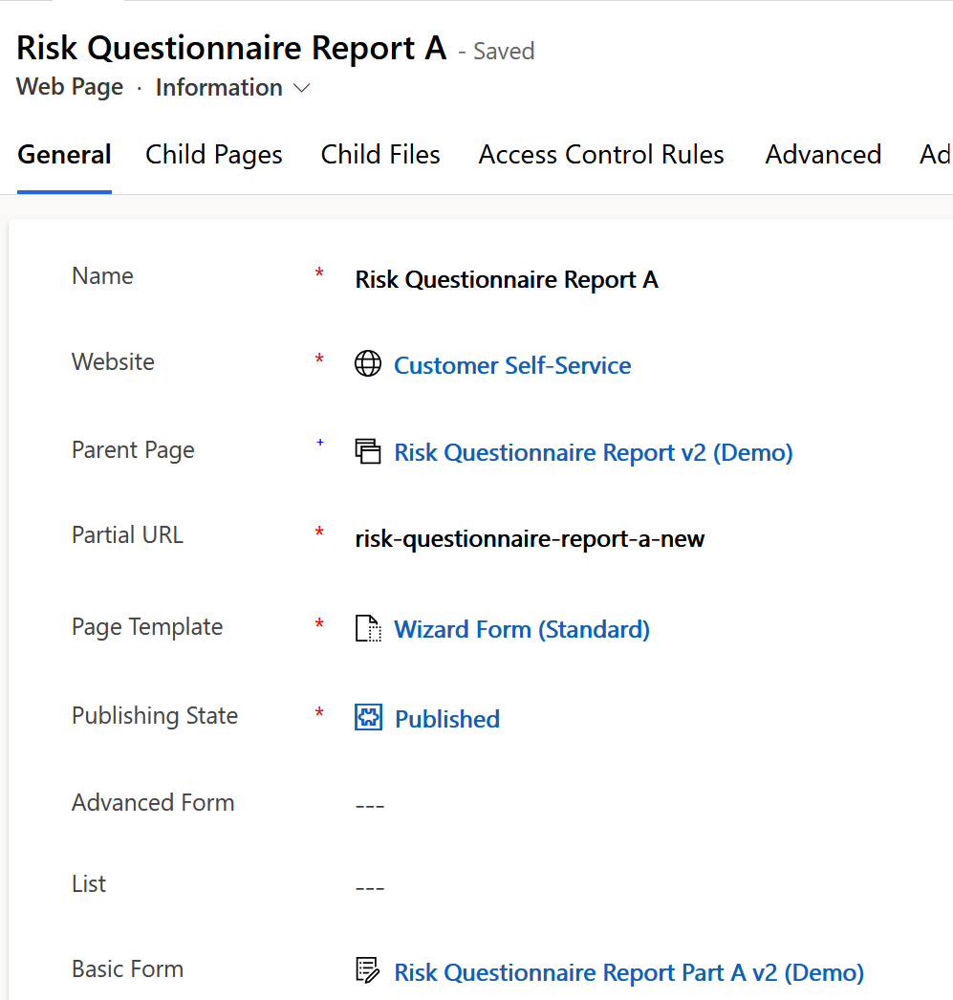 Risk Questionnaire Report A - Saved
Web Page · Information
General Child Pages Child Files Access Control Rules Advanced Ad
Name * Risk Questionnaire Report A
Website * Customer Self-Service
Parent Page + Risk Questionnaire Report v2 (Demo)
Partial URL * risk-questionnaire-report-a-new
Page Template * Wizard Form (Standard)
Publishing State * Published
Advanced Form ---
List ---
Basic Form Risk Questionnaire Report Part A v2 (Demo)